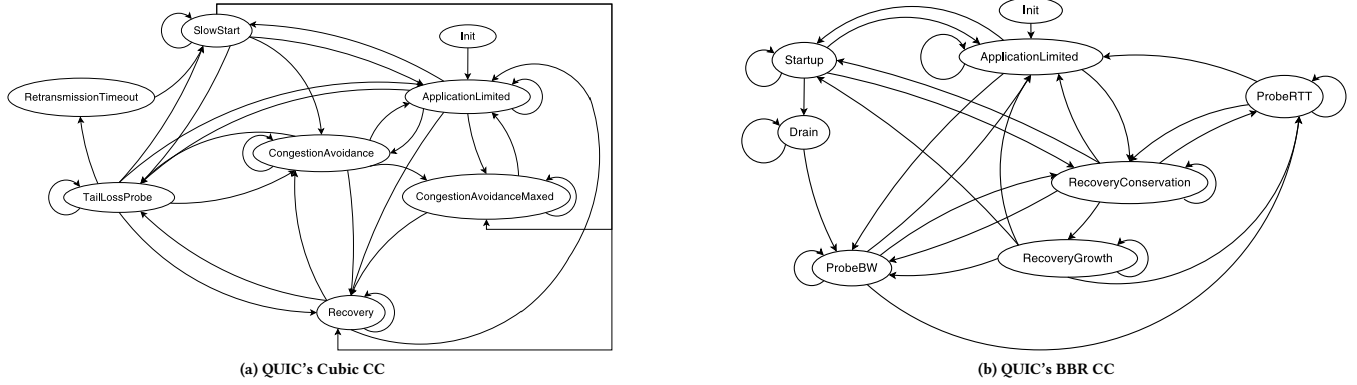 SlowStart
Init
RetransmissionTimeout
ApplicationLimited
CongestionAvoidance
TailLossProbe
CongestionAvoidanceMaxed
Recovery
(a) QUIC's Cubic CC
Init
Startup
ApplicationLimited
ProbeRTT
Drain
RecoveryConservation
ProbeBW
RecoveryGrowth
(b) QUIC's BBR CC